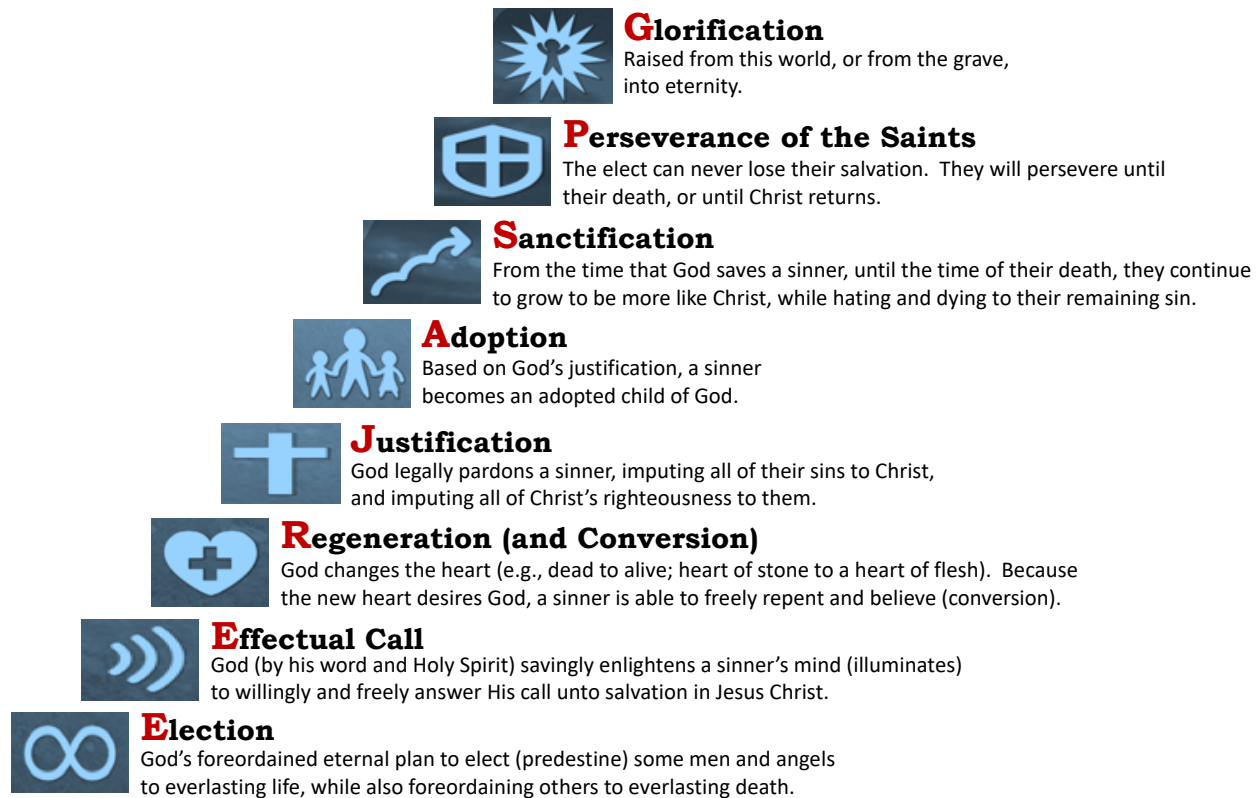 Glorification
Raised from this world, or from the grave,
into eternity.
Perseverance of the Saints
The elect can never lose their salvation.  They will persevere until
their death, or until Christ returns.
Sanctification
From the time that God saves a sinner, until the time of their death, they continue
to grow to be more like Christ, while hating and dying to their remaining sin.
Adoption
Based on God’s justification, a sinner
becomes an adopted child of God.
Justification
God legally pardons a sinner, imputing all of their sins to Christ,
and imputing all of Christ’s righteousness to them.
Regeneration (and Conversion)
God changes the heart (e.g., dead to alive; heart of stone to a heart of flesh).  Because
the new heart desires God, a sinner is able to freely repent and believe (conversion).
Effectual Call
God (by his word and Holy Spirit) savingly enlightens a sinner’s mind (illuminates)
to willingly and freely answer His call unto salvation in Jesus Christ.
Election
God’s foreordained eternal plan to elect (predestine) some men and angels
to everlasting life, while also foreordaining others to everlasting death.